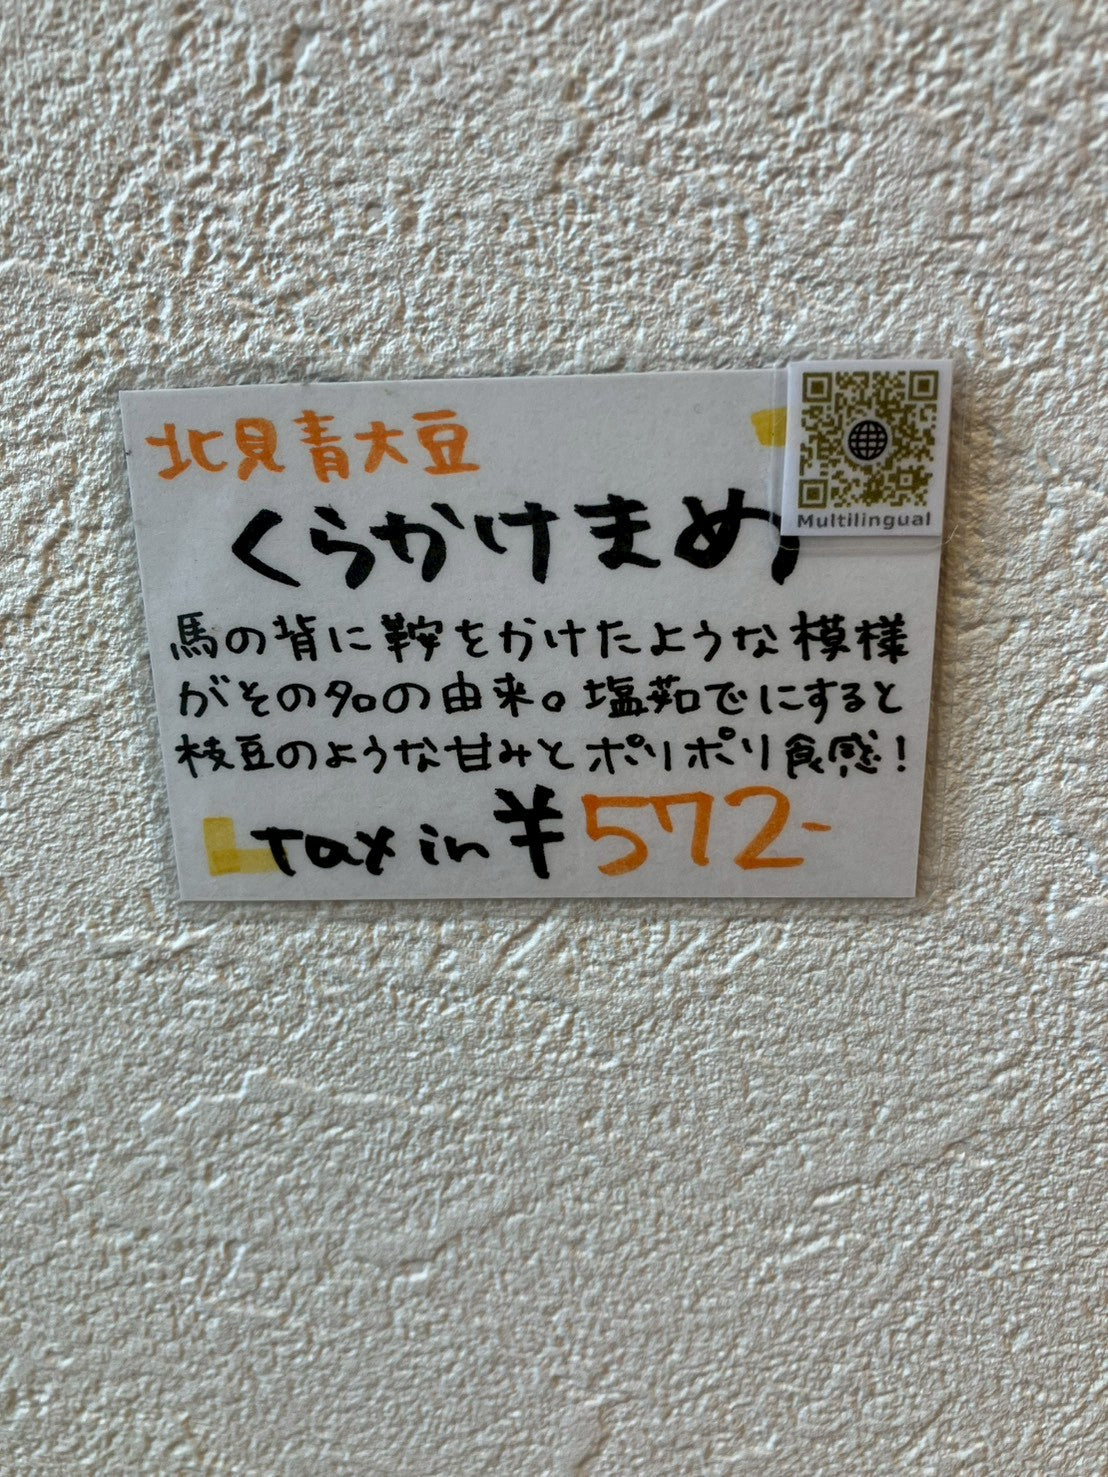 北見青大豆
Multilingual
くらかけまめ
馬の背に鞍をかけたような模様
がその名の由来。塩茹でにすると
枝豆のような甘みとポリポリ食感!
Tax in ¥572-